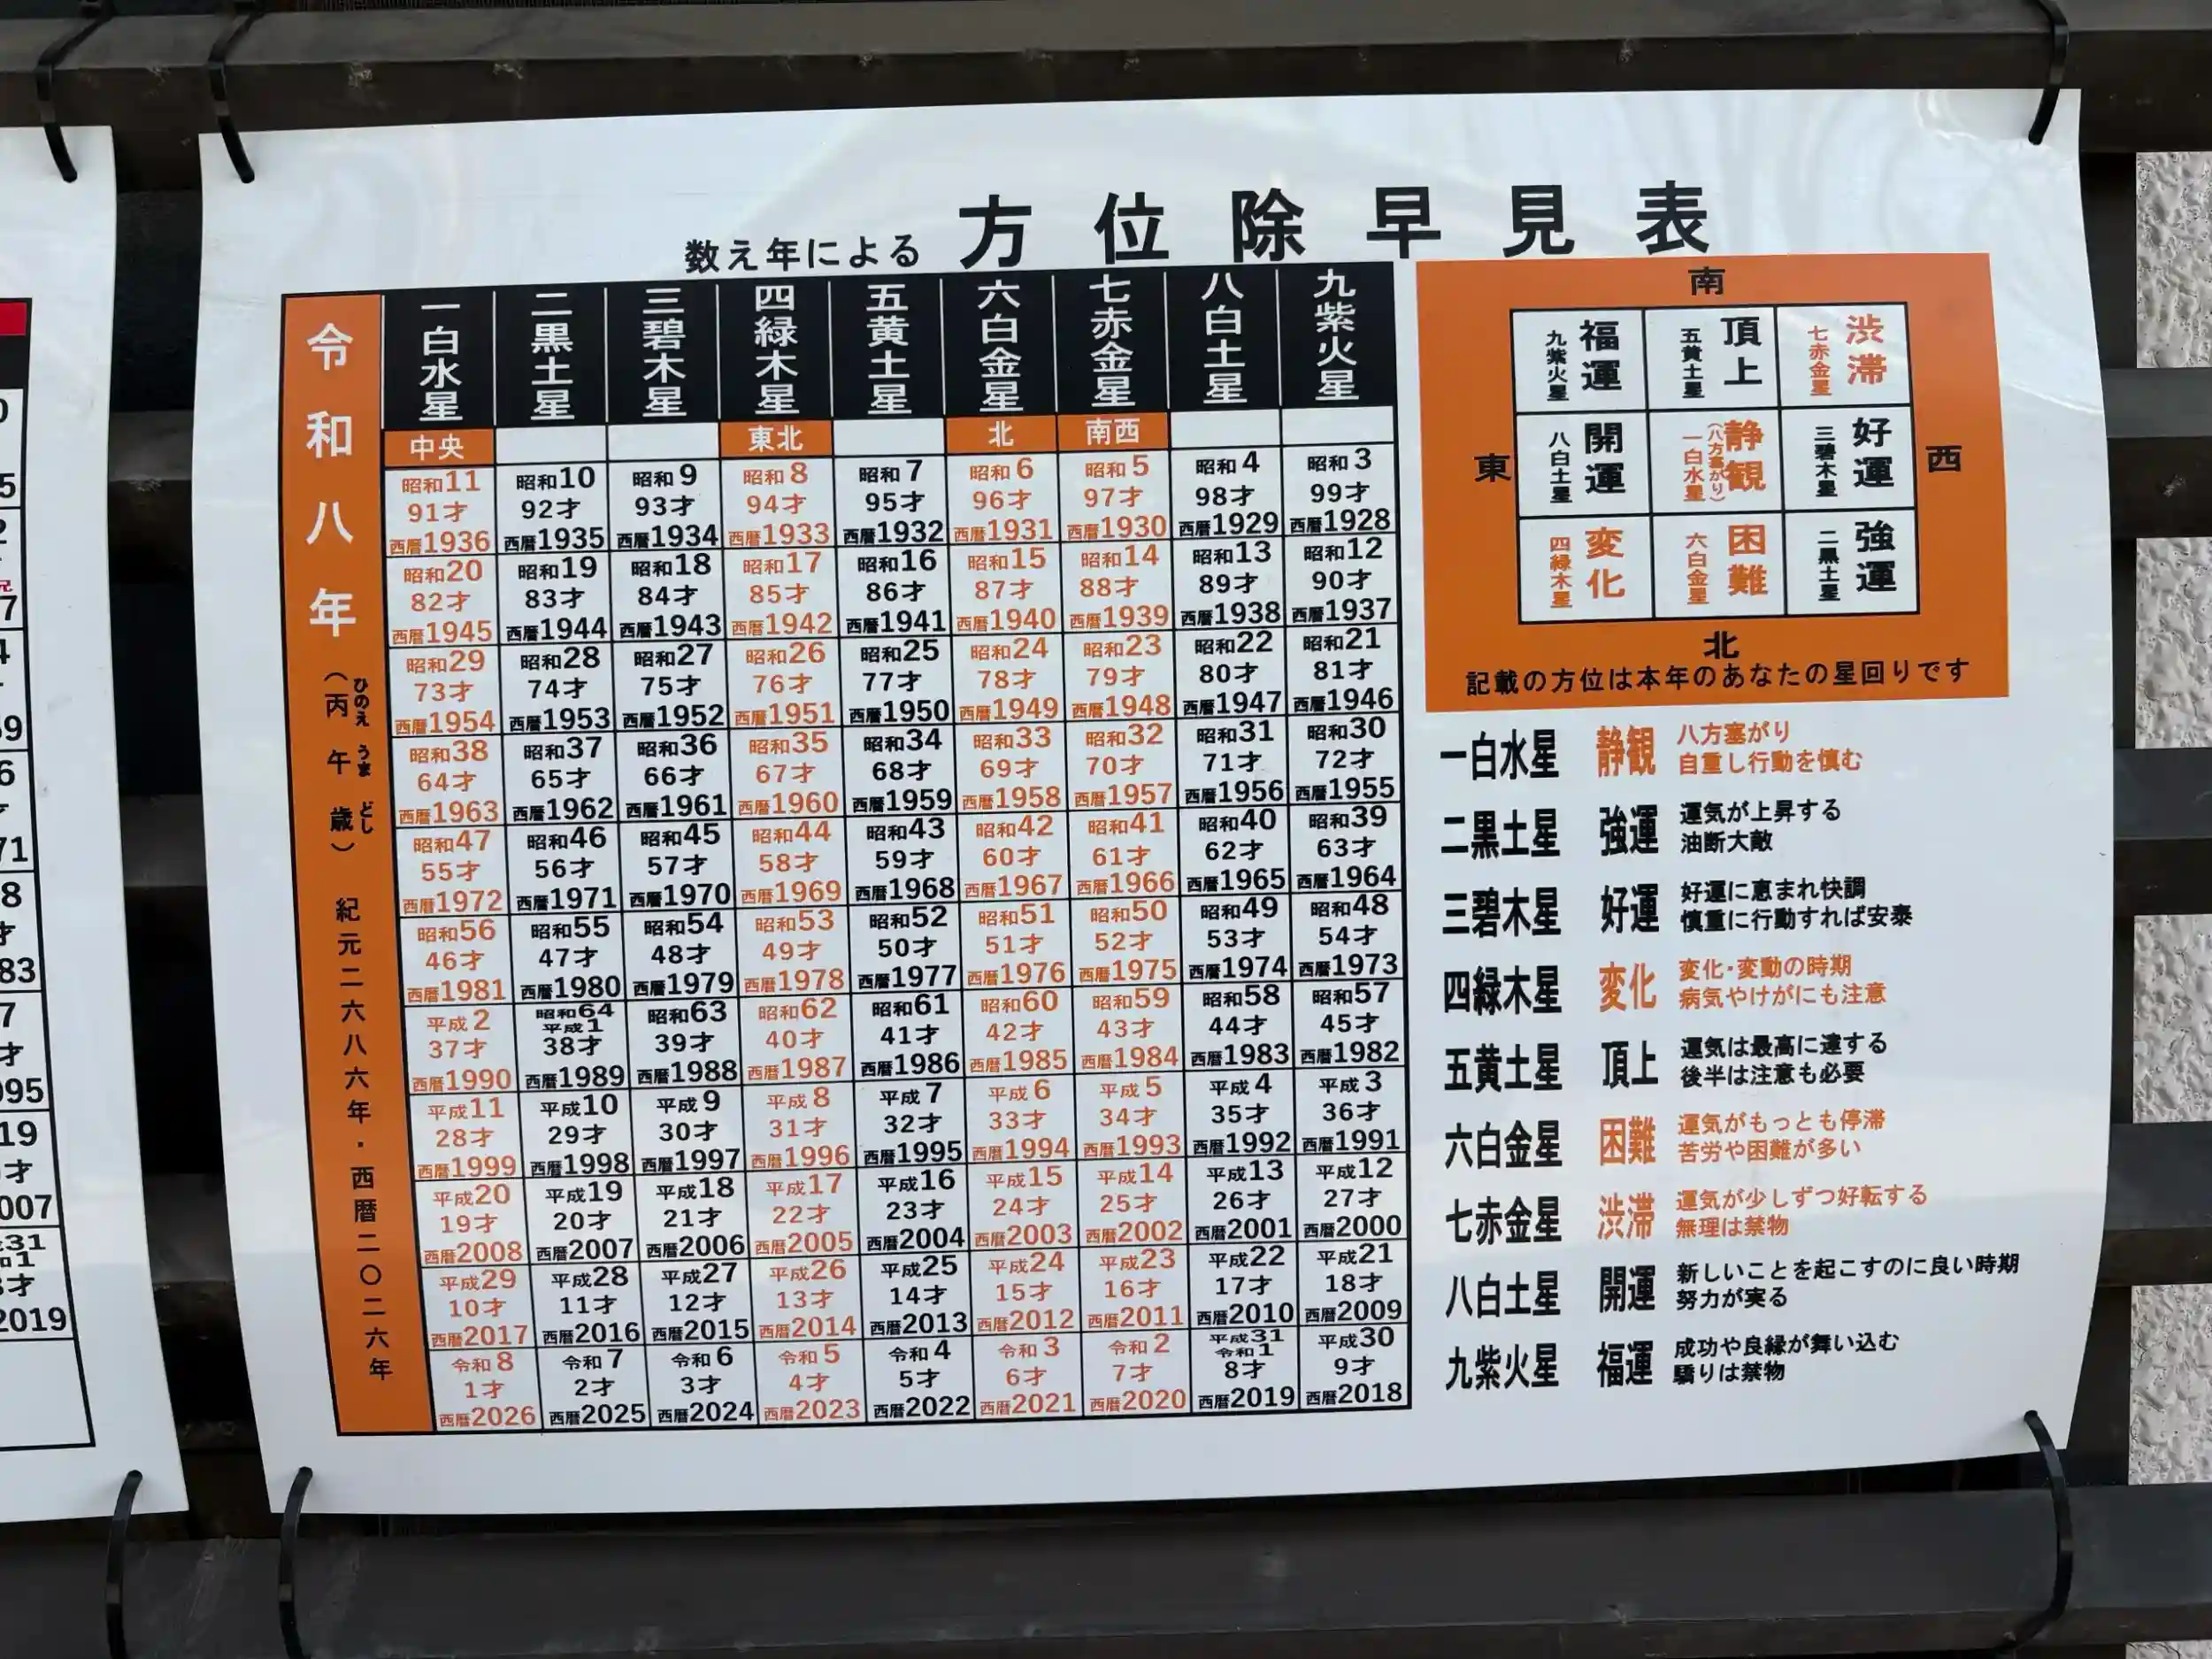 数え年による 方位除早見表
令和八年(丙午歳) 紀元二六八六年・西暦二〇二六年
ひのえ うま どし
一白水星 二黒土星 三碧木星 四緑木星 五黄土星 六白金星 七赤金星 八白土星 九紫火星
中央 東北 北 南西
昭和11 昭和10 昭和9 昭和8 昭和7 昭和6 昭和5 昭和4 昭和3
91才 92才 93才 94才 95才 96才 97才 98才 99才
西暦1936 西暦1935 西暦1934 西暦1933 西暦1932 西暦1931 西暦1930 西暦1929 西暦1928
昭和20 昭和19 昭和18 昭和17 昭和16 昭和15 昭和14 昭和13 昭和12
82才 83才 84才 85才 86才 87才 88才 89才 90才
西暦1945 西暦1944 西暦1943 西暦1942 西暦1941 西暦1940 西暦1939 西暦1938 西暦1937
昭和29 昭和28 昭和27 昭和26 昭和25 昭和24 昭和23 昭和22 昭和21
73才 74才 75才 76才 77才 78才 79才 80才 81才
西暦1954 西暦1953 西暦1952 西暦1951 西暦1950 西暦1949 西暦1948 西暦1947 西暦1946
昭和38 昭和37 昭和36 昭和35 昭和34 昭和33 昭和32 昭和31 昭和30
64才 65才 66才 67才 68才 69才 70才 71才 72才
西暦1963 西暦1962 西暦1961 西暦1960 西暦1959 西暦1958 西暦1957 西暦1956 西暦1955
昭和47 昭和46 昭和45 昭和44 昭和43 昭和42 昭和41 昭和40 昭和39
55才 56才 57才 58才 59才 60才 61才 62才 63才
西暦1972 西暦1971 西暦1970 西暦1969 西暦1968 西暦1967 西暦1966 西暦1965 西暦1964
昭和56 昭和55 昭和54 昭和53 昭和52 昭和51 昭和50 昭和49 昭和48
46才 47才 48才 49才 50才 51才 52才 53才 54才
西暦1981 西暦1980 西暦1979 西暦1978 西暦1977 西暦1976 西暦1975 西暦1974 西暦1973
平成2 昭和64 平成1 昭和63 昭和62 昭和61 昭和60 昭和59 昭和58 昭和57
37才 38才 39才 40才 41才 42才 43才 44才 45才
西暦1990 西暦1989 西暦1988 西暦1987 西暦1986 西暦1985 西暦1984 西暦1983 西暦1982
平成11 平成10 平成9 平成8 平成7 平成6 平成5 平成4 平成3
28才 29才 30才 31才 32才 33才 34才 35才 36才
西暦1999 西暦1998 西暦1997 西暦1996 西暦1995 西暦1994 西暦1993 西暦1992 西暦1991
平成20 平成19 平成18 平成17 平成16 平成15 平成14 平成13 平成12
19才 20才 21才 22才 23才 24才 25才 26才 27才
西暦2008 西暦2007 西暦2006 西暦2005 西暦2004 西暦2003 西暦2002 西暦2001 西暦2000
平成29 平成28 平成27 平成26 平成25 平成24 平成23 平成22 平成21
10才 11才 12才 13才 14才 15才 16才 17才 18才
西暦2017 西暦2016 西暦2015 西暦2014 西暦2013 西暦2012 西暦2011 西暦2010 西暦2009
令和8 令和7 令和6 令和5 令和4 令和3 令和2 平成31 令和1 平成30
1才 2才 3才 4才 5才 6才 7才 8才 9才
西暦2026 西暦2025 西暦2024 西暦2023 西暦2022 西暦2021 西暦2020 西暦2019 西暦2018
南
福運 九紫火星 頂上 五黄土星 渋滞 七赤金星
東 開運 八白土星 静観 (八方塞がり) 一白水星 好運 三碧木星 西
変化 四緑木星 困難 六白金星 強運 二黒土星
北
記載の方位は本年のあなたの星回りです
一白水星 静観 八方塞がり
自重し行動を慎む
二黒土星 強運 運気が上昇する
油断大敵
三碧木星 好運 好運に恵まれ快調
慎重に行動すれば安泰
四緑木星 変化 変化・変動の時期
病気やけがにも注意
五黄土星 頂上 運気は最高に達する
後半は注意も必要
六白金星 困難 運気がもっとも停滞
苦労や困難が多い
七赤金星 渋滞 運気が少しずつ好転する
無理は禁物
八白土星 開運 新しいことを起こすのに良い時期
努力が実る
九紫火星 福運 成功や良縁が舞い込む
驕りは禁物